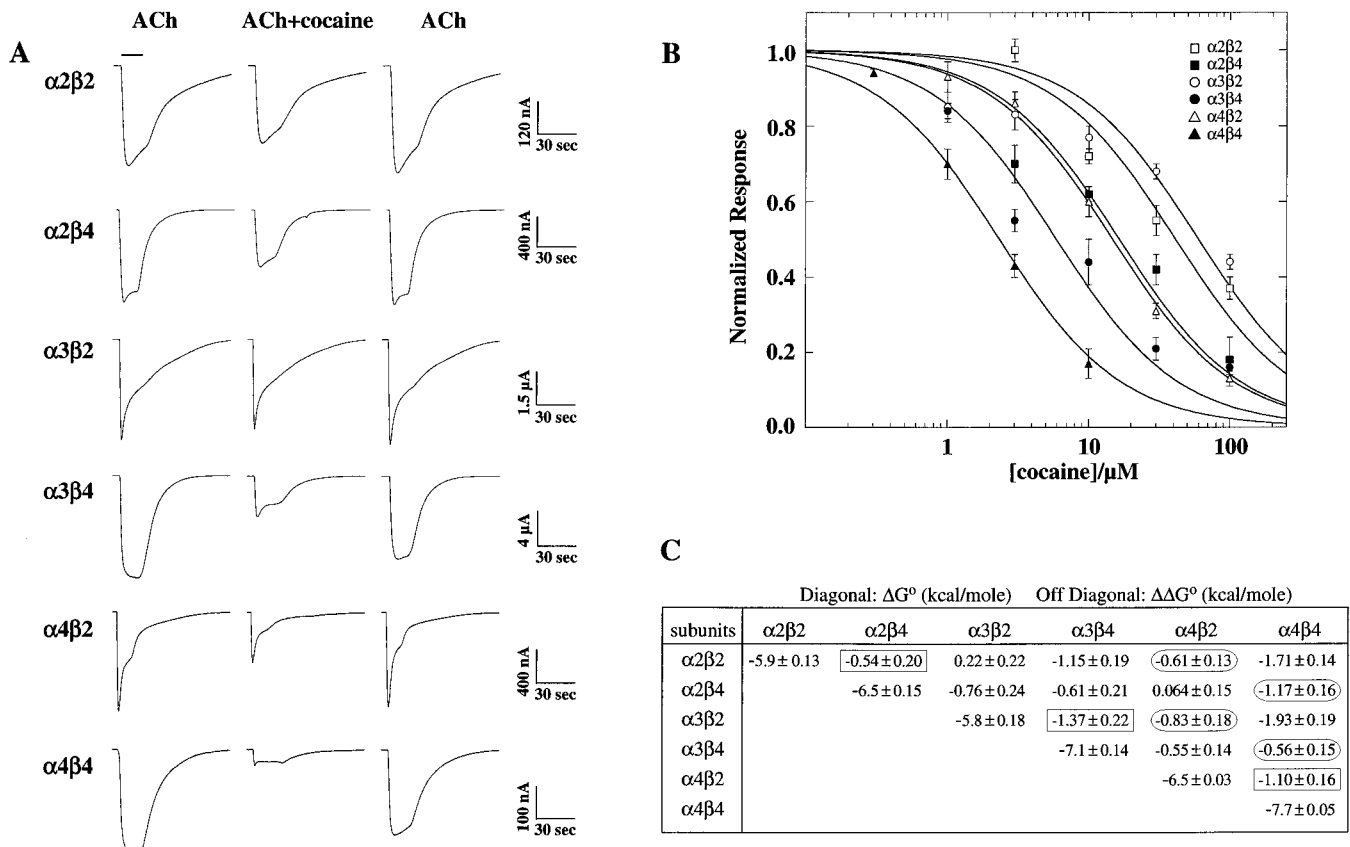 A
ACh
ACh+cocaine
ACh
α2β2
120 nA
30 sec
α2β4
400 nA
30 sec
α3β2
1.5 μA
30 sec
α3β4
4 μA
30 sec
α4β2
400 nA
30 sec
α4β4
100 nA
30 sec
B
Normalized Response
1.0
0.8
0.6
0.4
0.2
0.0
1
10
100
[cocaine]/μM
α2β2
α2β4
α3β2
α3β4
α4β2
α4β4
C
Diagonal: ΔG° (kcal/mole) Off Diagonal: ΔΔG° (kcal/mole)
subunits α2β2 α2β4 α3β2 α3β4 α4β2 α4β4
α2β2 -5.9 ± 0.13 -0.54 ± 0.20 0.22 ± 0.22 -1.15 ± 0.19 -0.61 ± 0.13 -1.71 ± 0.14
α2β4 -6.5 ± 0.15 -0.76 ± 0.24 -0.61 ± 0.21 0.064 ± 0.15 -1.17 ± 0.16
α3β2 -5.8 ± 0.18 -1.37 ± 0.22 -0.83 ± 0.18 -1.93 ± 0.19
α3β4 -7.1 ± 0.14 -0.55 ± 0.14 -0.56 ± 0.15
α4β2 -6.5 ± 0.03 -1.10 ± 0.16
α4β4 -7.7 ± 0.05